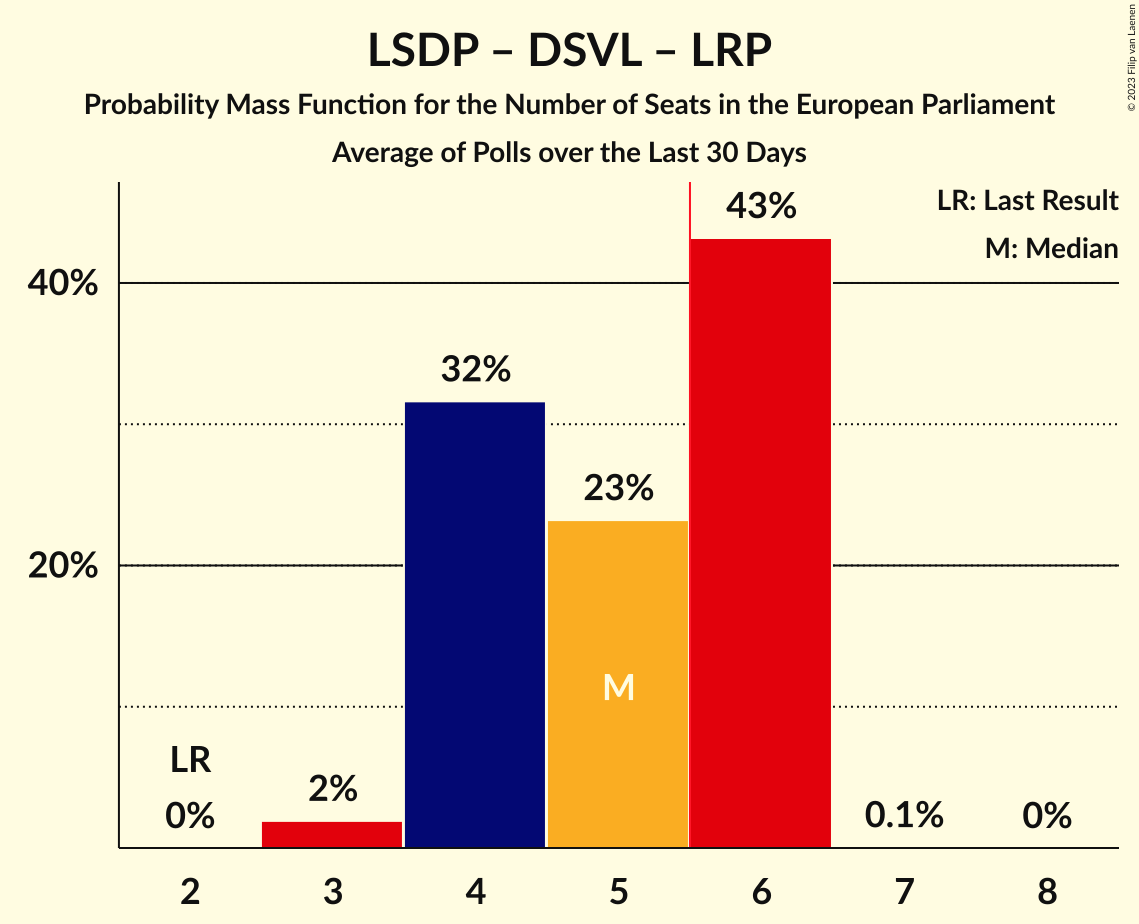 LSDP – DSVL – LRP
Probability Mass Function for the Number of Seats in the European Parliament
Average of Polls over the Last 30 Days
© 2023 Filip van Laenen
LR: Last Result
M: Median
43%
40%
32%
23%
20%
M
LR
0%
2%
0.1%
0%
2 3 4 5 6 7 8